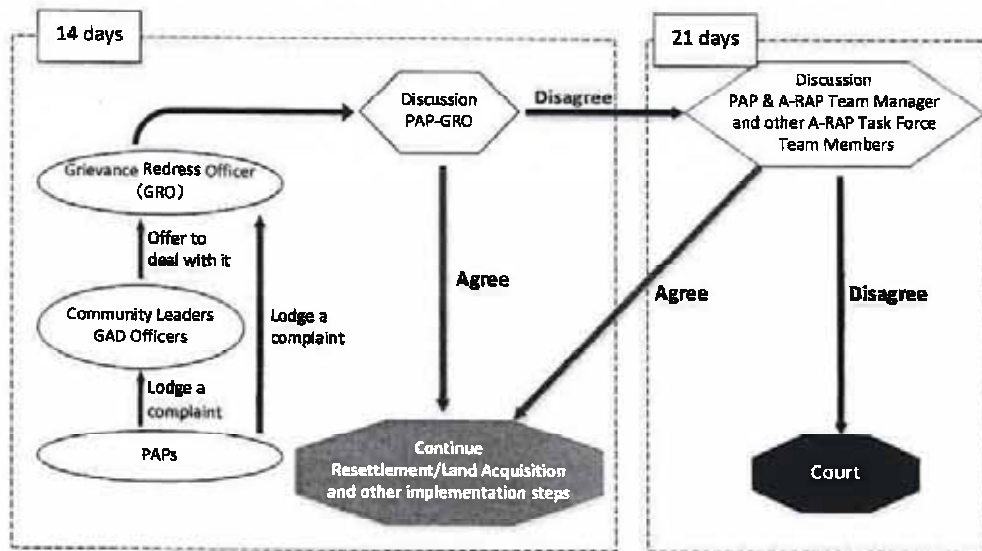 14 days
21 days
Discussion
PAP-GRO
Disagree
Discussion
PAP & A-RAP Team Manager
and other A-RAP Task Force
Team Members
Grievance Redress Officer
(GRO)
Offer to
deal with it
Agree
Agree
Disagree
Community Leaders
GAD Officers
Lodge a
complaint
Lodge a
complaint
PAPs
Continue
Resettlement/Land Acquisition
and other implementation steps
Court